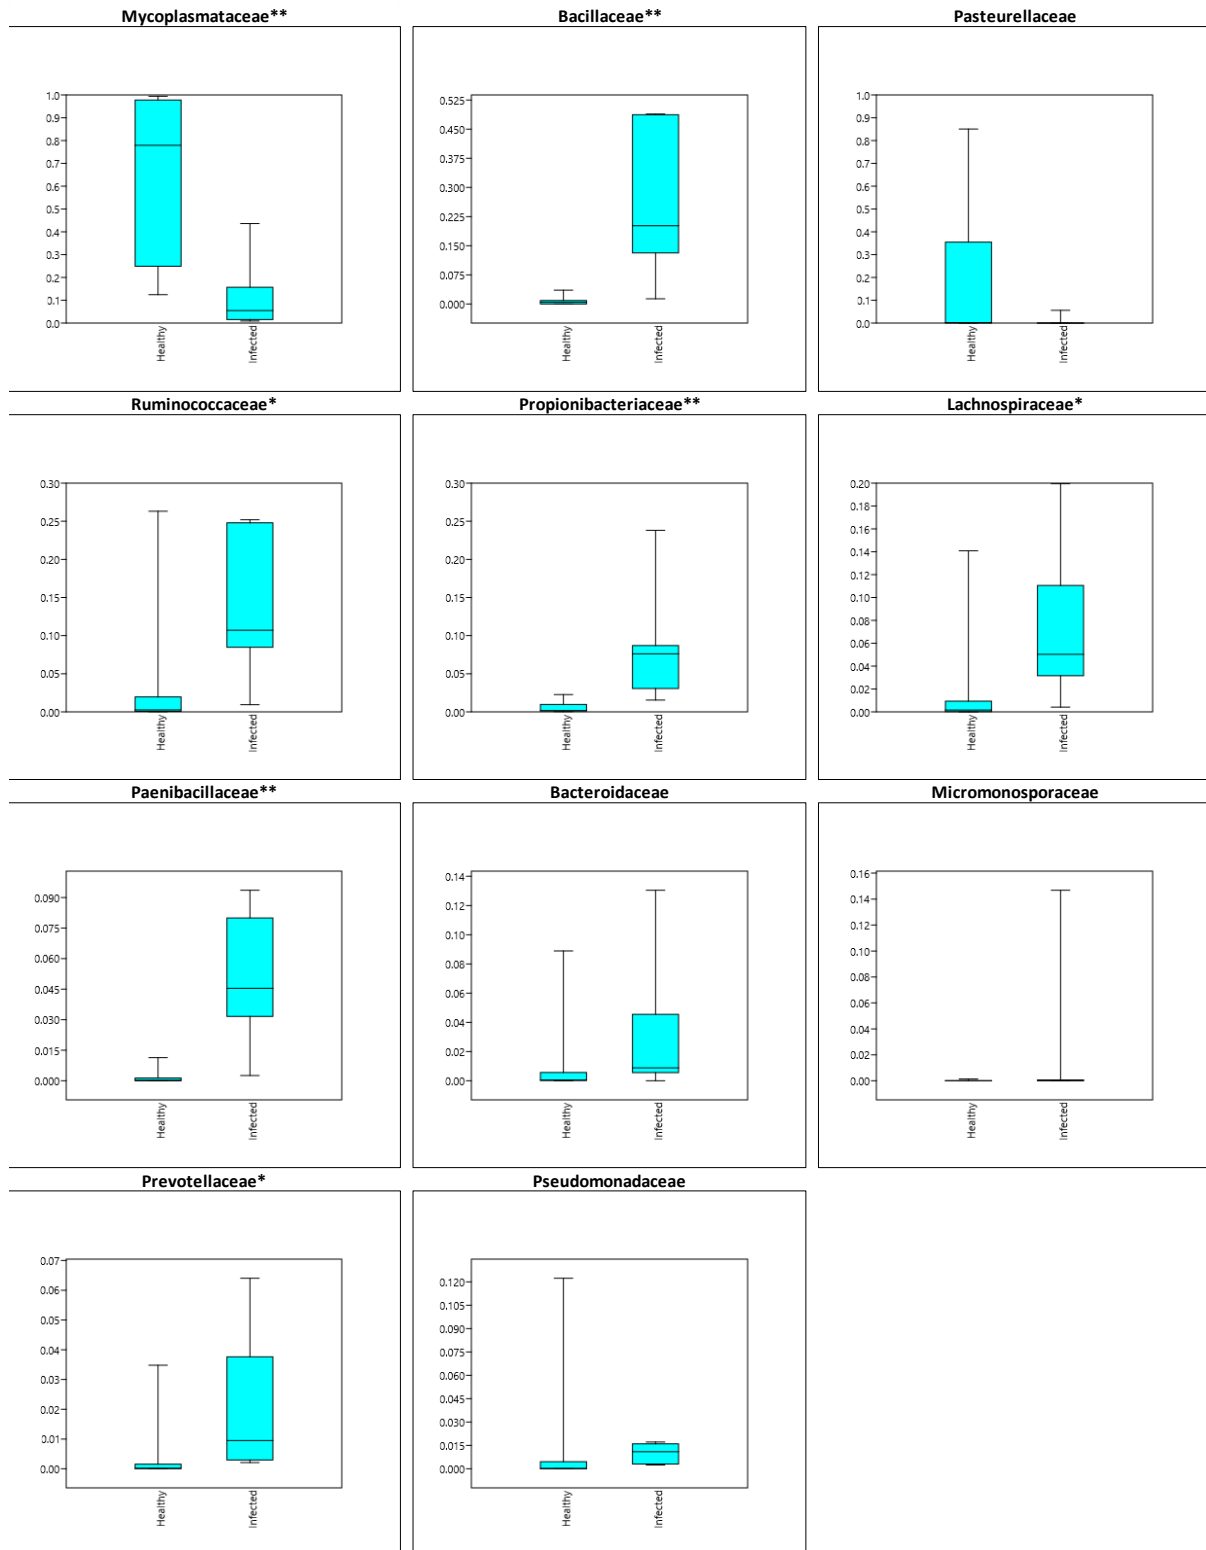 Mycoplasmataceae**
1.0
0.9
0.8
0.7
0.6
0.5
0.4
0.3
0.2
0.1
0.0
Healthy
Infected
Bacillaceae**
0.525
0.450
0.375
0.300
0.225
0.150
0.075
0.000
Healthy
Infected
Pasteurellaceae
1.0
0.9
0.8
0.7
0.6
0.5
0.4
0.3
0.2
0.1
0.0
Healthy
Infected
Ruminococcaceae*
0.30
0.25
0.20
0.15
0.10
0.05
0.00
Healthy
Infected
Propionibacteriaceae**
0.30
0.25
0.20
0.15
0.10
0.05
0.00
Healthy
Infected
Lachnospiraceae*
0.20
0.18
0.16
0.14
0.12
0.10
0.08
0.06
0.04
0.02
0.00
Healthy
Infected
Paenibacillaceae**
0.090
0.075
0.060
0.045
0.030
0.015
0.000
Healthy
Infected
Bacteroidaceae
0.14
0.12
0.10
0.08
0.06
0.04
0.02
0.00
Healthy
Infected
Micromonosporaceae
0.16
0.14
0.12
0.10
0.08
0.06
0.04
0.02
0.00
Healthy
Infected
Prevotellaceae*
0.07
0.06
0.05
0.04
0.03
0.02
0.01
0.00
Healthy
Infected
Pseudomonadaceae
0.120
0.105
0.090
0.075
0.060
0.045
0.030
0.015
0.000
Healthy
Infected